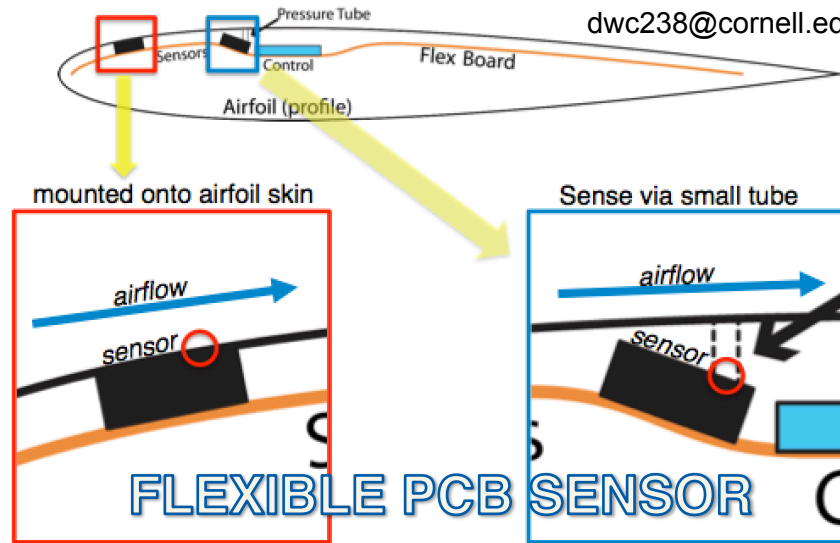 Pressure Tube
dwc238@cornell.ed
Sensors
Control
Flex Board
Airfoil (profile)
mounted onto airfoil skin
Sense via small tube
airflow
sensor
airflow
sensor
S
s
C
FLEXIBLE PCB SENSOR